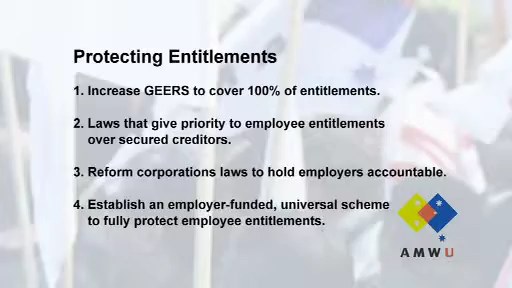 Protecting Entitlements
1. Increase GEERS to cover 100% of entitlements.
2. Laws that give priority to employee entitlements
over secured creditors.
3. Reform corporations laws to hold employers accountable.
4. Establish an employer-funded, universal scheme
to fully protect employee entitlements.
AMWU